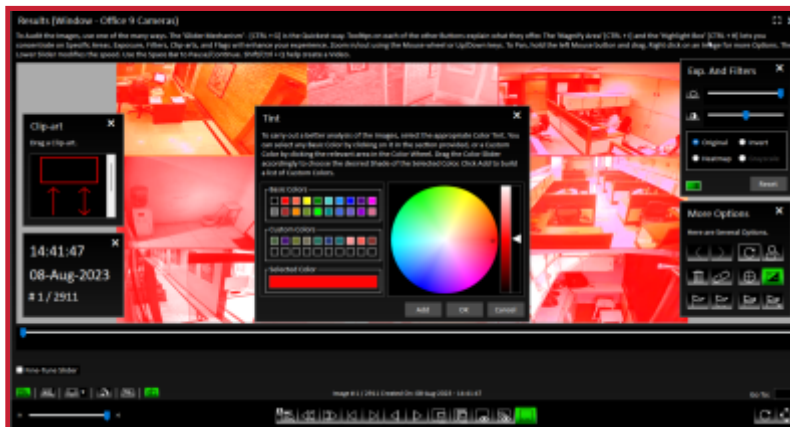 Results (Window - Office 9 Cameras)
To Audit the Images, use one of the many ways. The 'Slider Mechanism' - [CTRL + G] is the Quickest way. Tooltips on each of the other Buttons explain what they offer. The 'Magnify Area' [CTRL + I] and the 'Highlight Box' [CTRL + H] lets you
concentrate on Specific Areas. Exposure, Filters, Clip-arts, and Flags will enhance your experience. Zoom in/out using the Mouse-wheel or Up/Down keys. To Pan, hold the left Mouse button and drag. Right click on an Image for more Options. The
Lower Slider modifies the speed. Use the Space Bar to Pause/Continue. Shift/Ctrl + G help create a Video.
Exp. And Filters
Original
Invert
Heatmap
Grayscale
Reset
Clip-art
Drag a Clip-art.
Tint
To carry out a better analysis of the Images, select the appropriate Color Tint. You
can select any Basic Color by clicking on it in the section provided, or a Custom
Color by clicking the relevant area in the Color Wheel. Drag the Color Slider
accordingly to choose the desired Shade of the Selected Color. Click Add to build
a list of Custom Colors.
Basic Colors
Custom Colors
Selected Color
Add
OK
Cancel
14:41:47
08-Aug-2023
# 1 / 2911
More Options
Here are Several Options.
Fine-Tune Slider
Image # 1 / 2911 Created On: 08-Aug-2023 - 14:41:47
Go To: